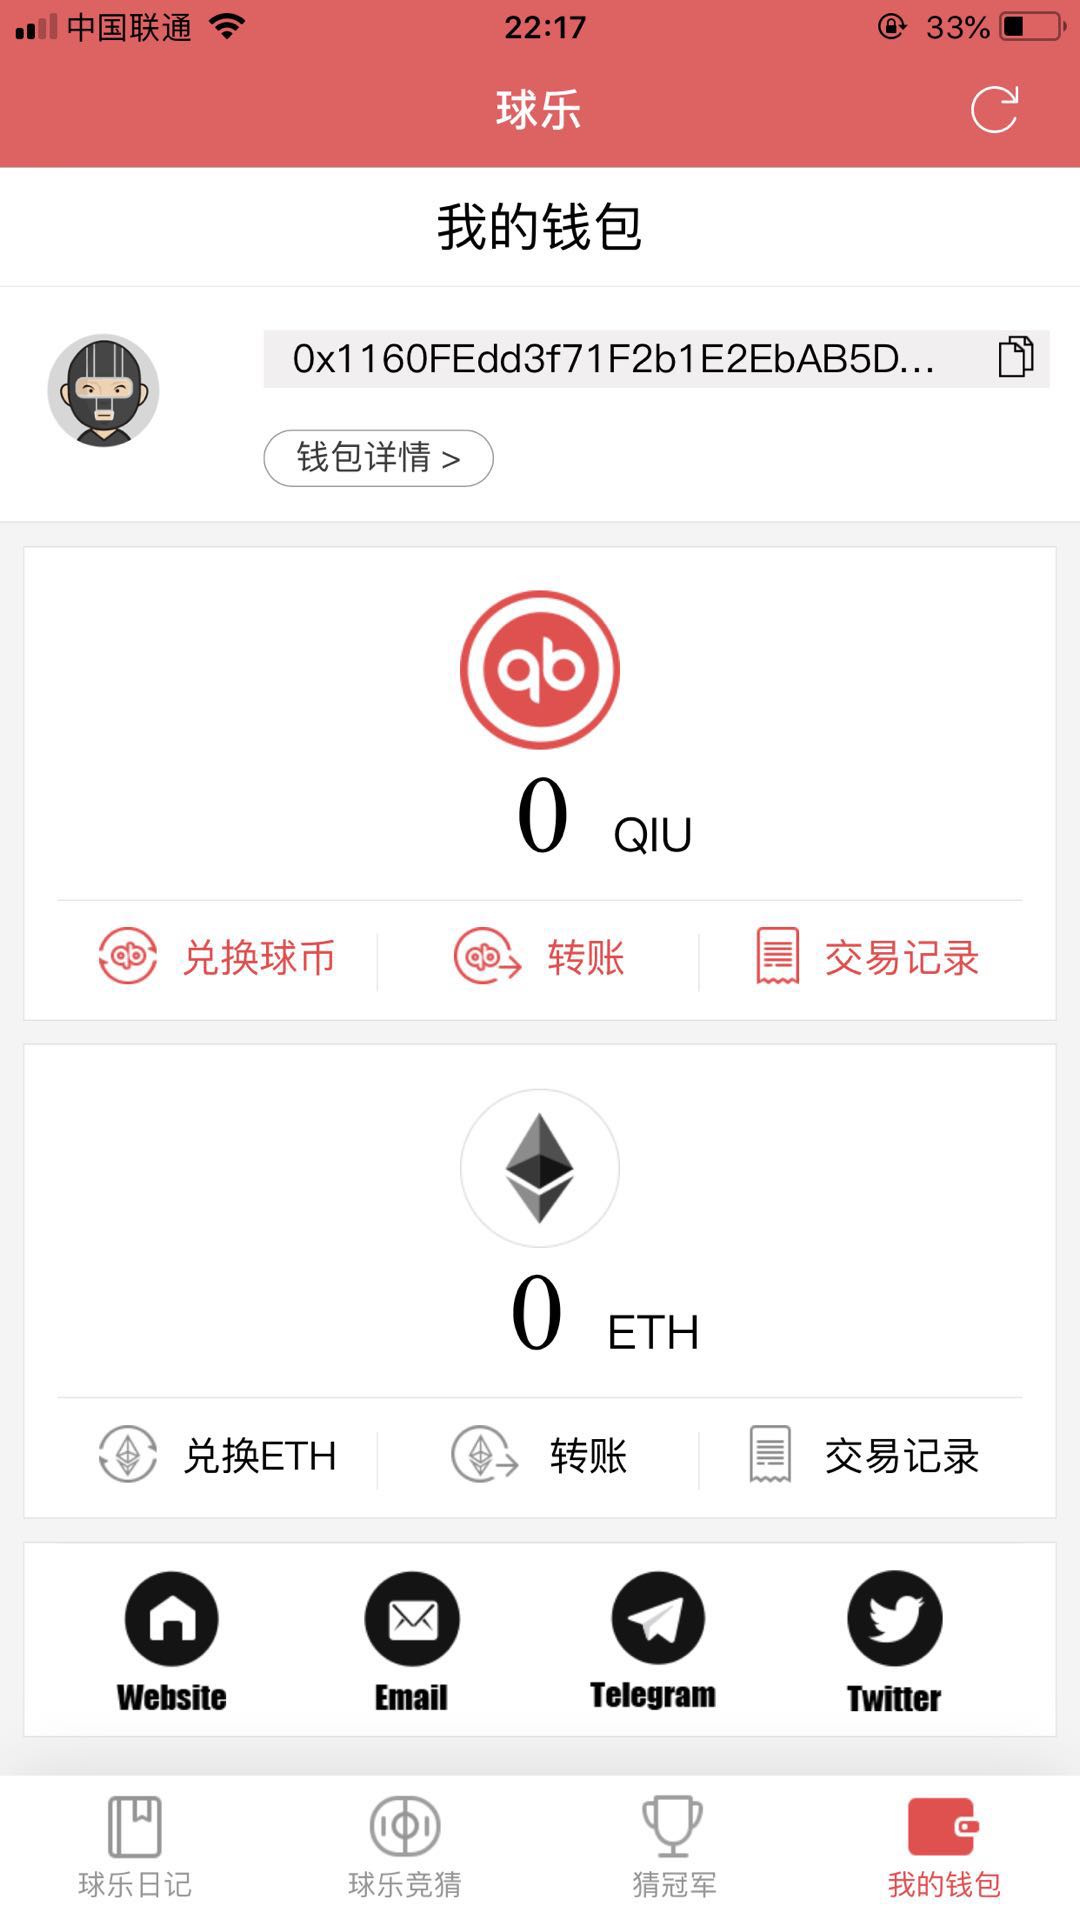 中国联通 22:17 33%
球乐
我的钱包
0x1160FEdd3f71F2b1E2EbAB5D...
钱包详情 >
qb
0 QIU
兑换球币 转账 交易记录
0 ETH
兑换ETH 转账 交易记录
Website Email Telegram Twitter
球乐日记 球乐竞猜 猜冠军 我的钱包